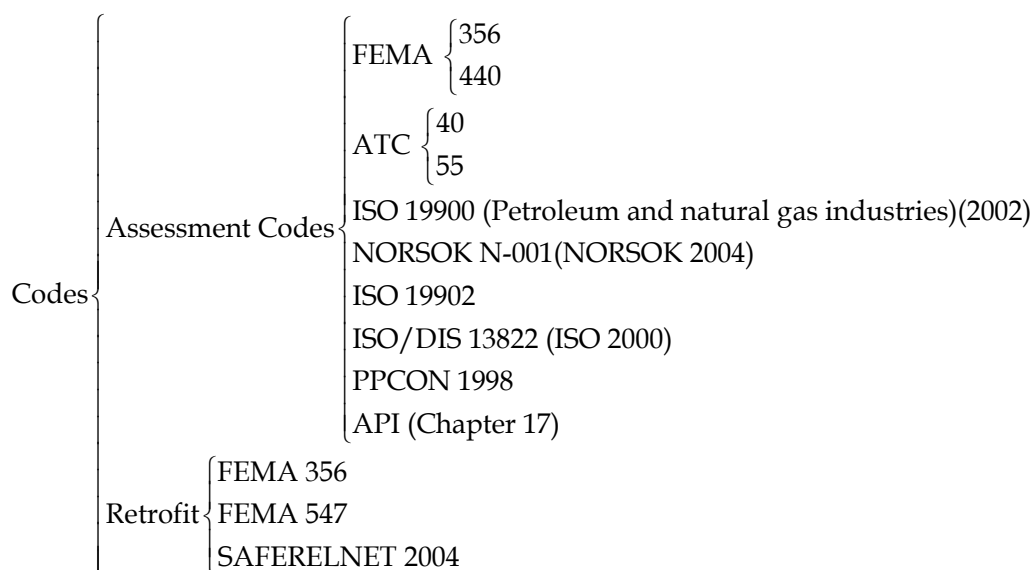 FEMA
356
440
ATC
40
55
ISO 19900 (Petroleum and natural gas industries)(2002)
Assessment Codes
NORSOK N-001(NORSOK 2004)
Codes
ISO 19902
ISO/DIS 13822 (ISO 2000)
PPCON 1998
API (Chapter 17)
FEMA 356
Retrofit
FEMA 547
SAFERELNET 2004